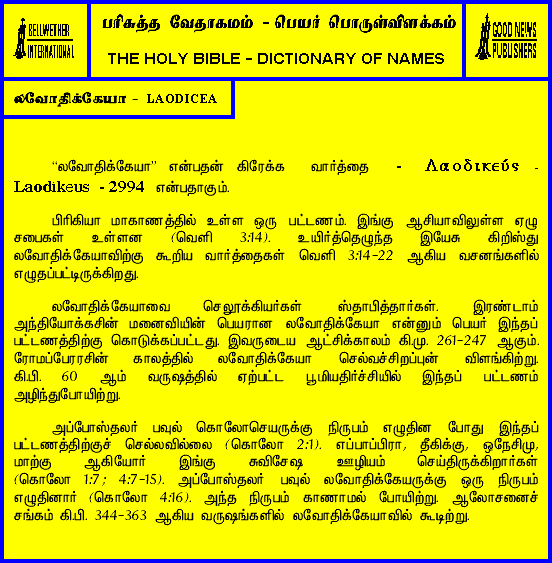 BELLWETHER
INTERNATIONAL
பரிசுத்த வேதாகமம் - பெயர் பொருள்விளக்கம்
THE HOLY BIBLE - DICTIONARY OF NAMES
GOOD NEWS
PUBLISHERS
லவோதிக்கேயா - LAODICEA
“லவோதிக்கேயா” என்பதன் கிரேக்க வார்த்தை - Λαοδικεύς -
Laodikeus - 2994 என்பதாகும்.
பிரிகியா மாகாணத்தில் உள்ள ஒரு பட்டணம். இங்கு ஆசியாவிலுள்ள ஏழு
சபைகள் உள்ளன (வெளி 3:14). உயிர்த்தெழுந்த இயேசு கிறிஸ்து
லவோதிக்கேயாவிற்கு கூறிய வார்த்தைகள் வெளி 3:14-22 ஆகிய வசனங்களில்
எழுதப்பட்டிருக்கிறது.
லவோதிக்கேயாவை செலூக்கியர்கள் ஸ்தாபித்தார்கள். இரண்டாம்
அந்தியோக்கசின் மனைவியின் பெயரான லவோதிக்கேயா என்னும் பெயர் இந்தப்
பட்டணத்திற்கு கொடுக்கப்பட்டது. இவருடைய ஆட்சிக்காலம் கி.மு. 261-247 ஆகும்.
ரோமப்பேரரசின் காலத்தில் லவோதிக்கேயா செல்வச்சிறப்புடன் விளங்கிற்று.
கி.பி. 60 ஆம் வருஷத்தில் ஏற்பட்ட பூமியதிர்ச்சியில் இந்தப் பட்டணம்
அழிந்துபோயிற்று.
அப்போஸ்தலர் பவுல் கொலோசெயருக்கு நிருபம் எழுதின போது இந்தப்
பட்டணத்திற்குச் செல்லவில்லை (கொலோ 2:1). எப்பாப்பிரா, தீகிக்கு, ஒநேசிமு,
மாற்கு ஆகியோர் இங்கு சுவிசேஷ ஊழியம் செய்திருக்கிறார்கள்
(கொலோ 1:7 ; 4:7-15). அப்போஸ்தலர் பவுல் லவோதிக்கேயருக்கு ஒரு நிருபம்
எழுதினார் (கொலோ 4:16). அந்த நிருபம் காணாமல் போயிற்று. ஆலோசனைச்
சங்கம் கி.பி. 344-363 ஆகிய வருஷங்களில் லவோதிக்கேயாவில் கூடிற்று.